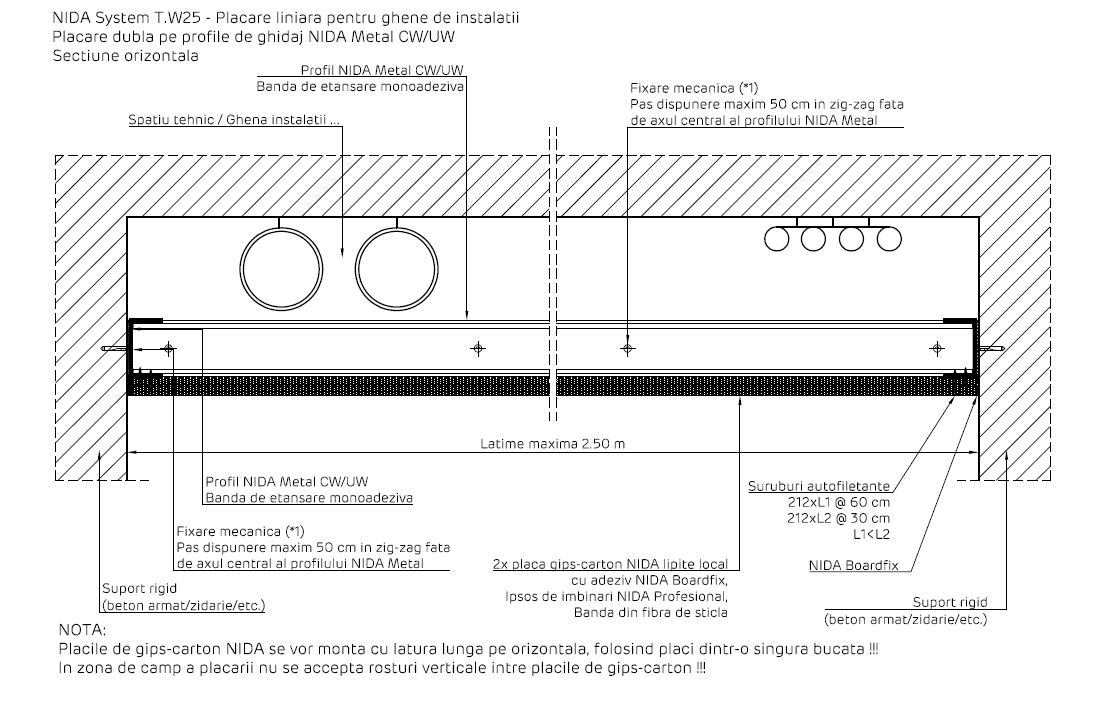 NIDA System T.W25 - Placare liniara pentru ghene de instalatii
Placare dubla pe profile de ghidaj NIDA Metal CW/UW
Sectiune orizontala
Profil NIDA Metal CW/UW
Banda de etansare monoadeziva
Fixare mecanica (*1)
Pas dispunere maxim 50 cm in zig-zag fata
de axul central al profilului NIDA Metal
Spatiu tehnic / Ghena instalatii ...
Latime maxima 2.50 m
Profil NIDA Metal CW/UW
Banda de etansare monoadeziva
Suruburi autofiletante
212xL1 @ 60 cm
212xL2 @ 30 cm
L1<L2
Fixare mecanica (*1)
Pas dispunere maxim 50 cm in zig-zag fata
de axul central al profilului NIDA Metal
2x placa gips-carton NIDA lipite local
cu adeziv NIDA Boardfix,
Ipsos de imbinari NIDA Profesional,
Banda din fibra de sticla
NIDA Boardfix
Suport rigid
(beton armat/zidarie/etc.)
Suport rigid
(beton armat/zidarie/etc.)
NOTA:
Placile de gips-carton NIDA se vor monta cu latura lunga pe orizontala, folosind placi dintr-o singura bucata !!!
In zona de camp a placarii nu se accepta rosturi verticale intre placile de gips-carton !!!